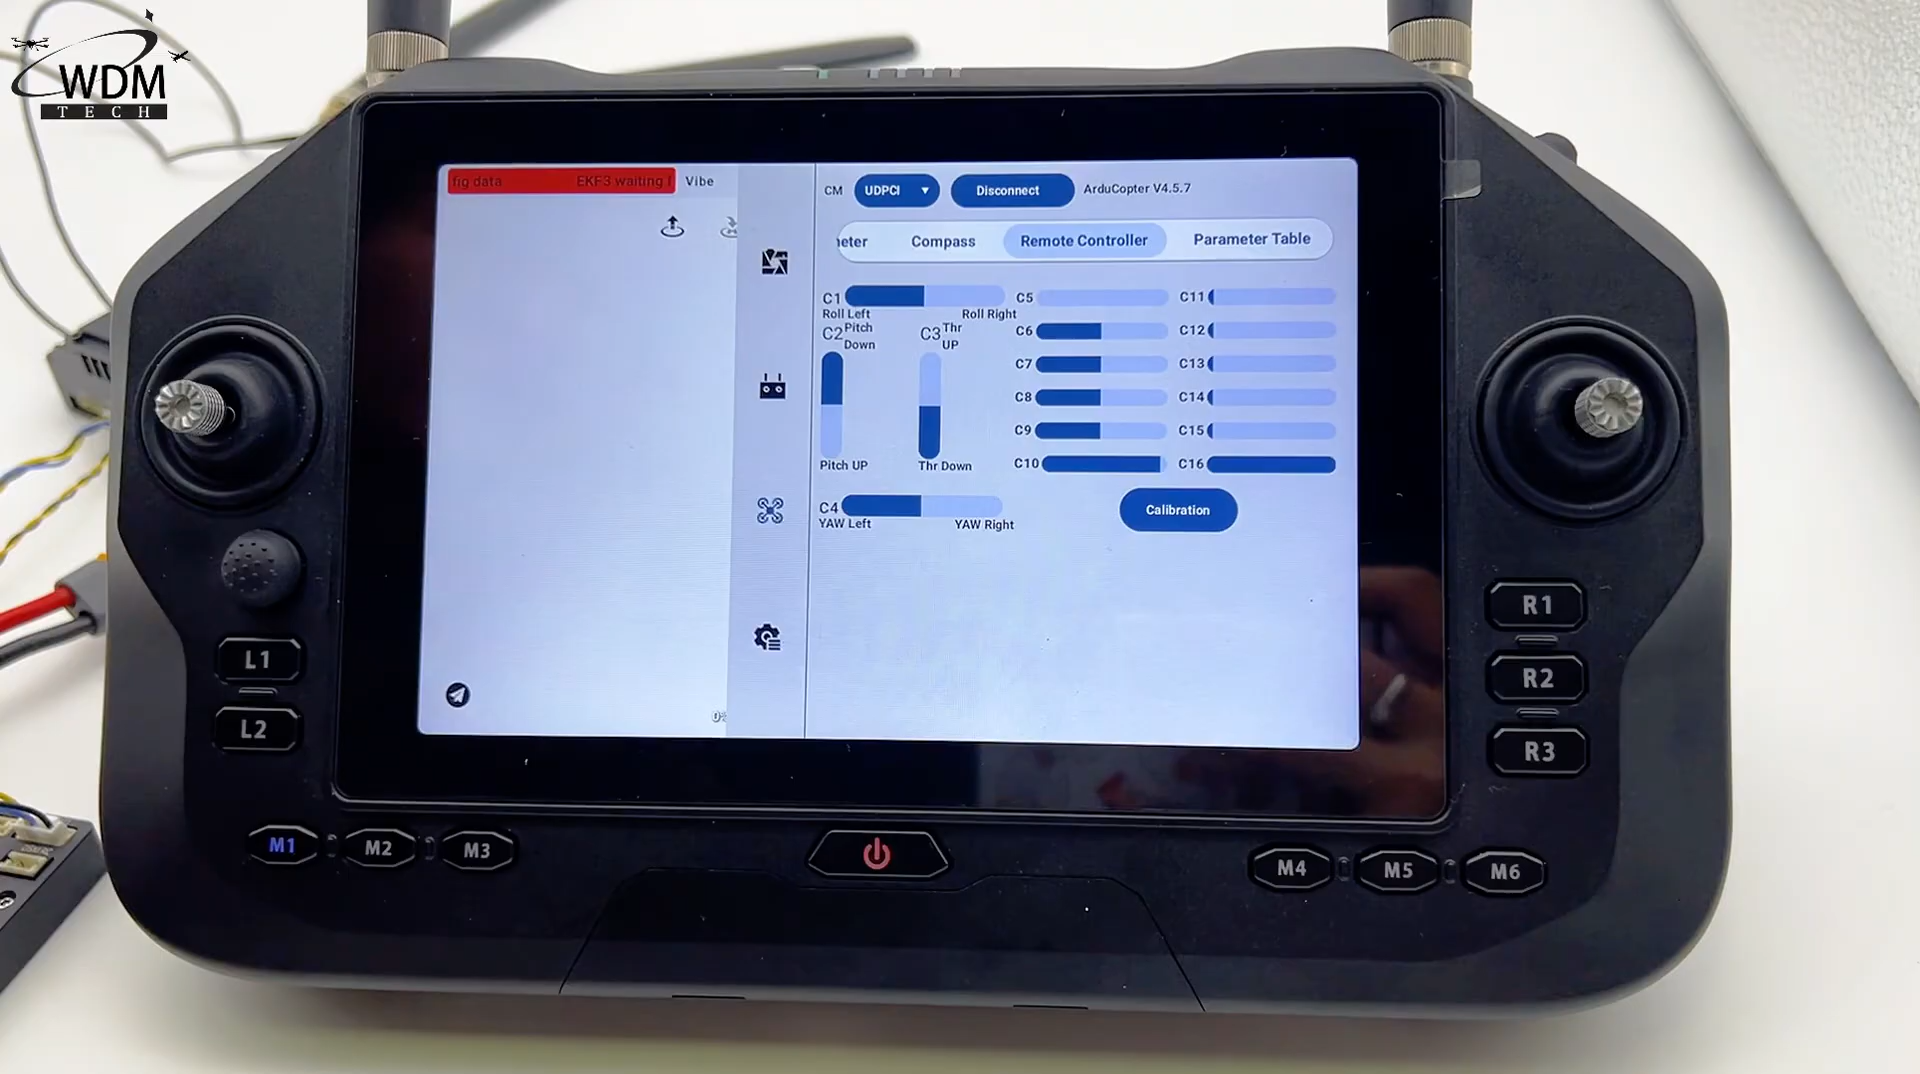 WDM
TECH
fig data EKF3 waiting f Vibe
CM UDPCI Disconnect ArduCopter V4.5.7
Compass Remote Controller Parameter Table
C1
Roll Left Roll Right
C2 Pitch Down
C3 Thr UP
Pitch UP
Thr Down
C4
YAW Left YAW Right
C5
C6
C7
C8
C9
C10
C11
C12
C13
C14
C15
C16
Calibration
L1
L2
R1
R2
R3
M1 M2 M3
M4 M5 M6